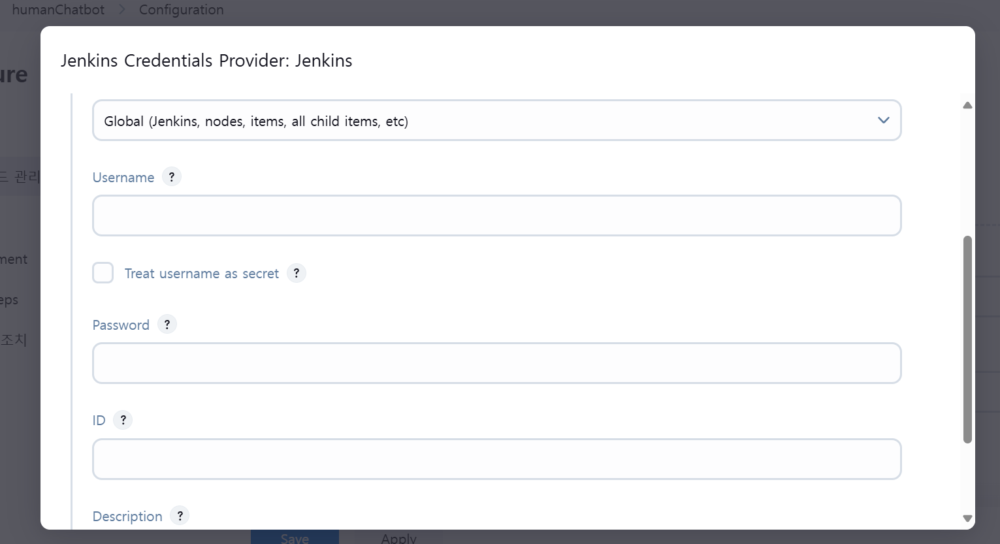 humanChatbot > Configuration
Jenkins Credentials Provider: Jenkins
ure
Global (Jenkins, nodes, items, all child items, etc)
Username ?
드 관리
ment
Treat username as secret ?
eps
Password ?
조치
ID ?
Description ?
Save Apply